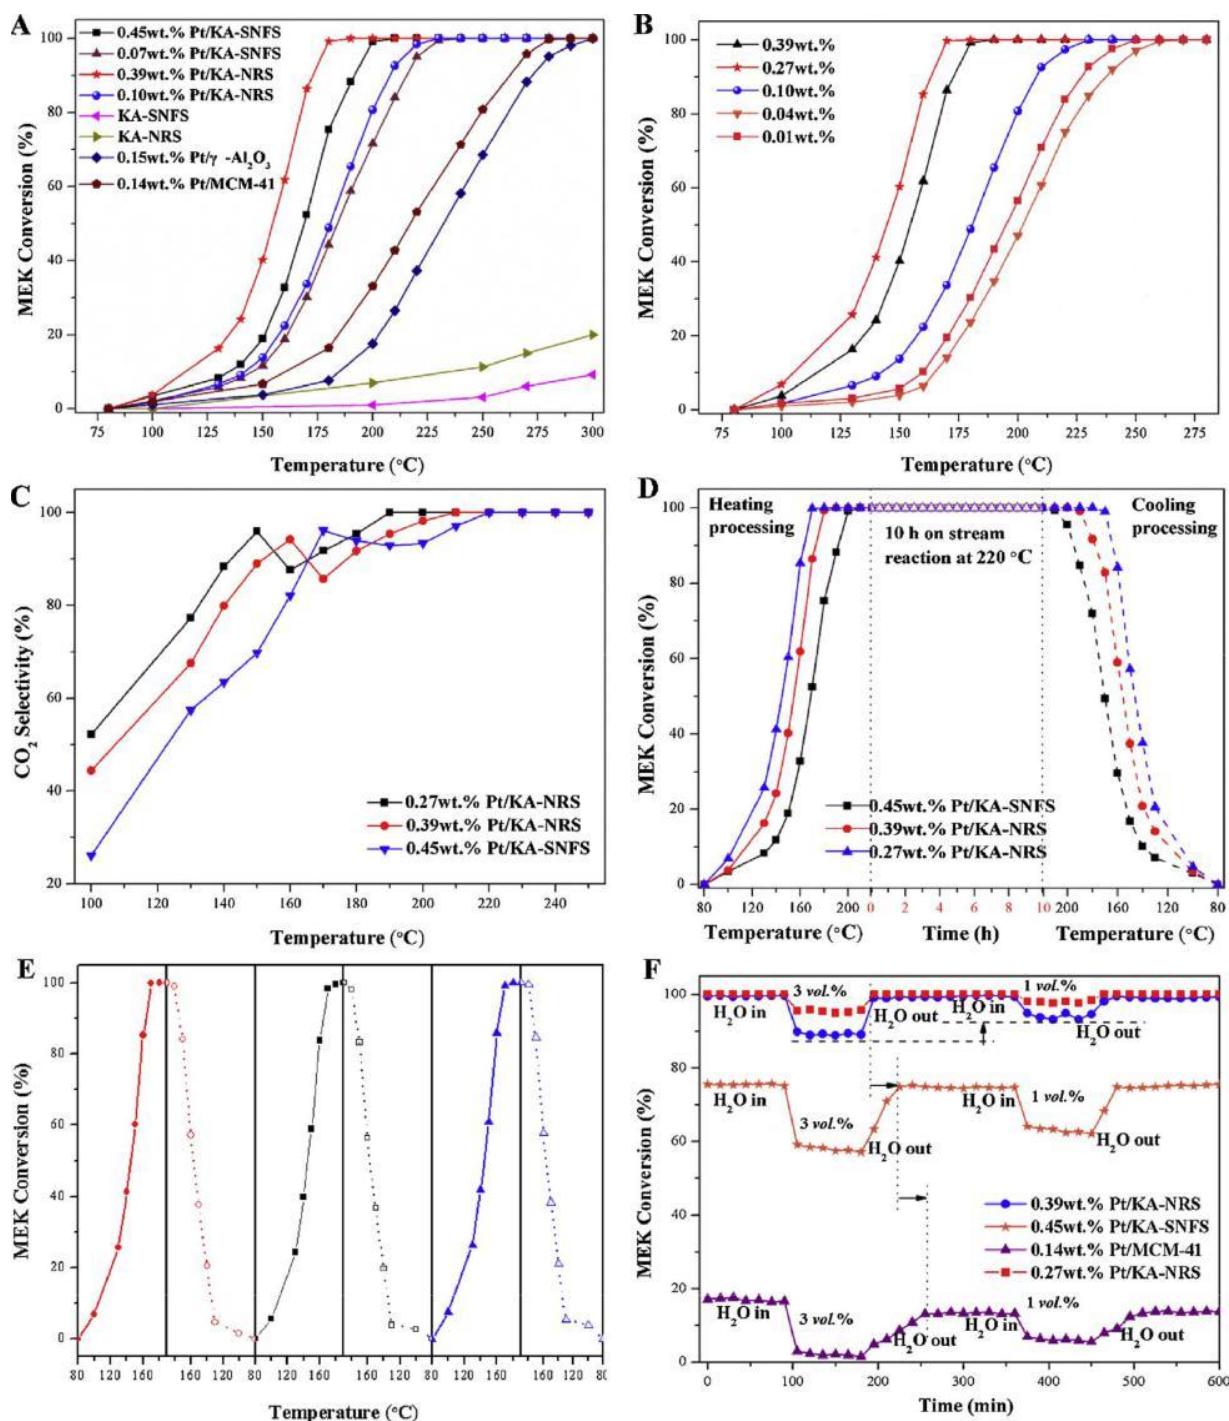 A
0.45wt.% Pt/KA-SNFS
0.07wt.% Pt/KA-SNFS
0.39wt.% Pt/KA-NRS
0.10wt.% Pt/KA-NRS
KA-SNFS
KA-NRS
0.15wt.% Pt/γ -Al₂O₃
0.14wt.% Pt/MCM-41
MEK Conversion (%)
100
80
60
40
20
0
75 100 125 150 175 200 225 250 275 300
Temperature (°C)
B
0.39wt.%
0.27wt.%
0.10wt.%
0.04wt.%
0.01wt.%
MEK Conversion (%)
100
80
60
40
20
0
75 100 125 150 175 200 225 250 275
Temperature (°C)
C
CO₂ Selectivity (%)
100
80
60
40
20
0.27wt.% Pt/KA-NRS
0.39wt.% Pt/KA-NRS
0.45wt.% Pt/KA-SNFS
100 120 140 160 180 200 220 240
Temperature (°C)
D
Heating
processing
10 h on stream
reaction at 220 °C
Cooling
processing
MEK Conversion (%)
100
80
60
40
20
0
0.45wt.% Pt/KA-SNFS
0.39wt.% Pt/KA-NRS
0.27wt.% Pt/KA-NRS
80 120 160 200 0 2 4 6 8 10 200 160 120 80
Temperature (°C) Time (h) Temperature (°C)
E
MEK Conversion (%)
100
80
60
40
20
0
80 120 160 160 120 80 120 160 160 120 80 120 160 160 120 80
Temperature (°C)
F
MEK Conversion (%)
100
80
60
40
20
0
H₂O in
3 vol.%
H₂O out
H₂O in
1 vol.%
H₂O out
H₂O in
3 vol.%
H₂O out
H₂O in
1 vol.%
H₂O out
0.39wt.% Pt/KA-NRS
0.45wt.% Pt/KA-SNFS
0.14wt.% Pt/MCM-41
0.27wt.% Pt/KA-NRS
H₂O in
3 vol.%
H₂O out
H₂O in
1 vol.%
H₂O out
0 100 200 300 400 500 600
Time (min)